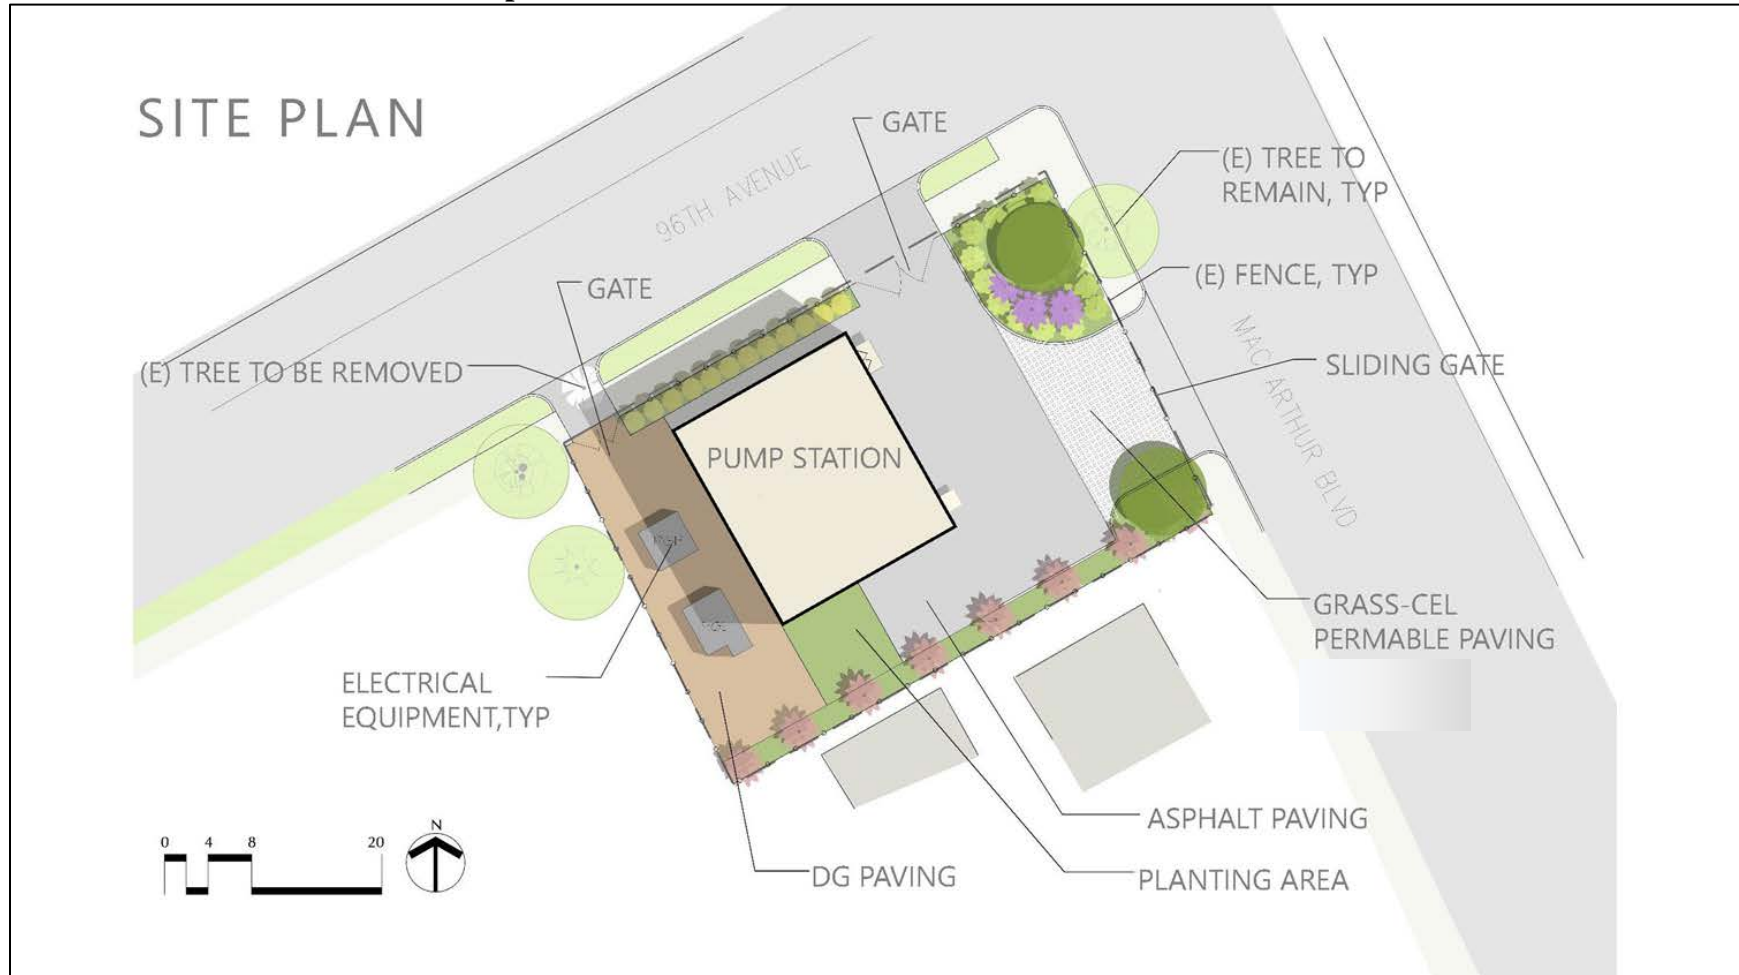 SITE PLAN
GATE
96TH AVENUE
(E) TREE TO
REMAIN, TYP
(E) FENCE, TYP
GATE
MAC ARTHUR BLVD
SLIDING GATE
(E) TREE TO BE REMOVED
PUMP STATION
GRASS-CEL
PERMABLE PAVING
ELECTRICAL
EQUIPMENT,TYP
ASPHALT PAVING
DG PAVING
PLANTING AREA
0 4 8 20
N